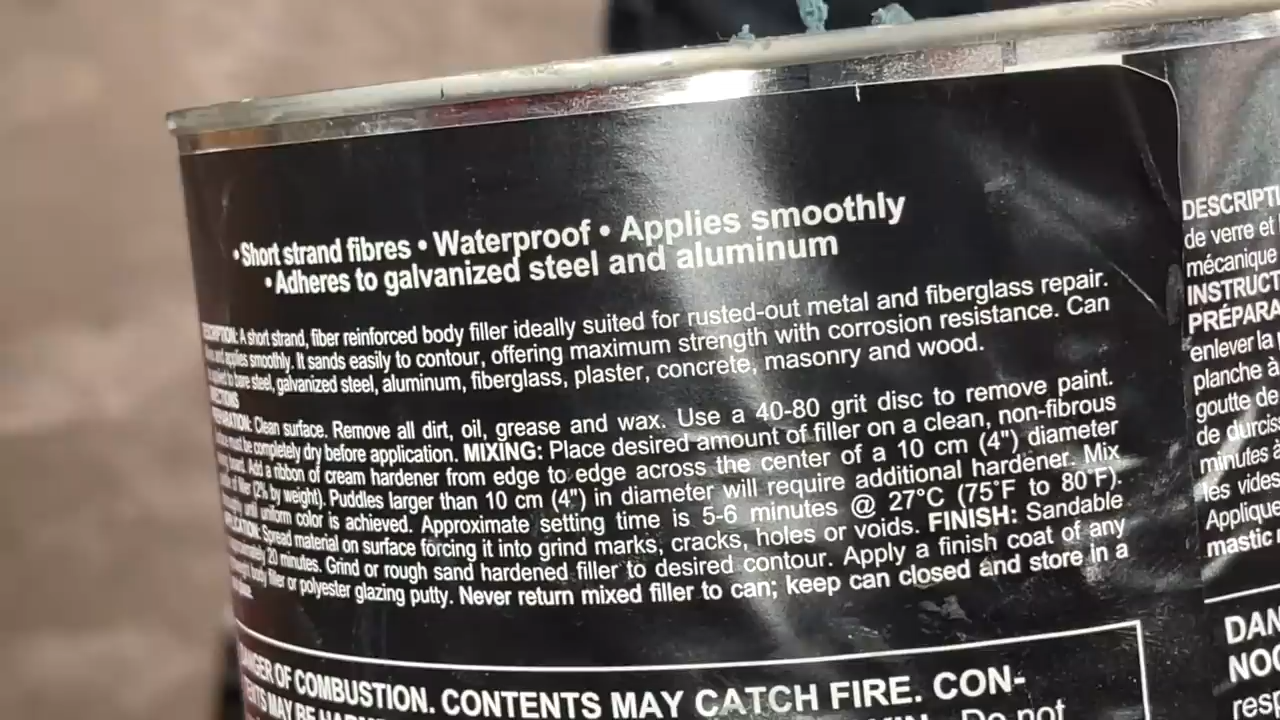 • Short strand fibres • Waterproof • Applies smoothly
• Adheres to galvanized steel and aluminum
A short strand, fiber reinforced body filler ideally suited for rusted-out metal and fiberglass repair.
and applies smoothly. It sands easily to contour, offering maximum strength with corrosion resistance. Can
to bare steel, galvanized steel, aluminum, fiberglass, plaster, concrete, masonry and wood.
Clean surface. Remove all dirt, oil, grease and wax. Use a 40-80 grit disc to remove paint.
must be completely dry before application. MIXING: Place desired amount of filler on a clean, non-fibrous
Add a ribbon of cream hardener from edge to edge across the center of a 10 cm (4") diameter
of filler (2% by weight). Puddles larger than 10 cm (4") in diameter will require additional hardener. Mix
until uniform color is achieved. Approximate setting time is 5-6 minutes @ 27°C (75°F to 80°F).
Spread material on surface forcing it into grind marks, cracks, holes or voids. FINISH: Sandable
20 minutes. Grind or rough sand hardened filler to desired contour. Apply a finish coat of any
body filler or polyester glazing putty. Never return mixed filler to can; keep can closed and store in a
OF COMBUSTION. CONTENTS MAY CATCH FIRE. CON-
MAY BE
Do not
de verre et
mécanique
enlever la
planche à
goutte de
minutes à
les vides
mastic